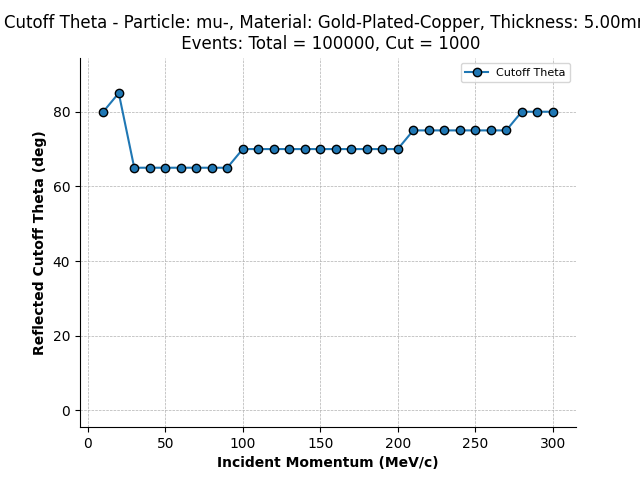 Cutoff Theta - Particle: mu-, Material: Gold-Plated-Copper, Thickness: 5.00m
Events: Total = 100000, Cut = 1000
Cutoff Theta
80
60
40
20
0
Reflected Cutoff Theta (deg)
0 50 100 150 200 250 300
Incident Momentum (MeV/c)